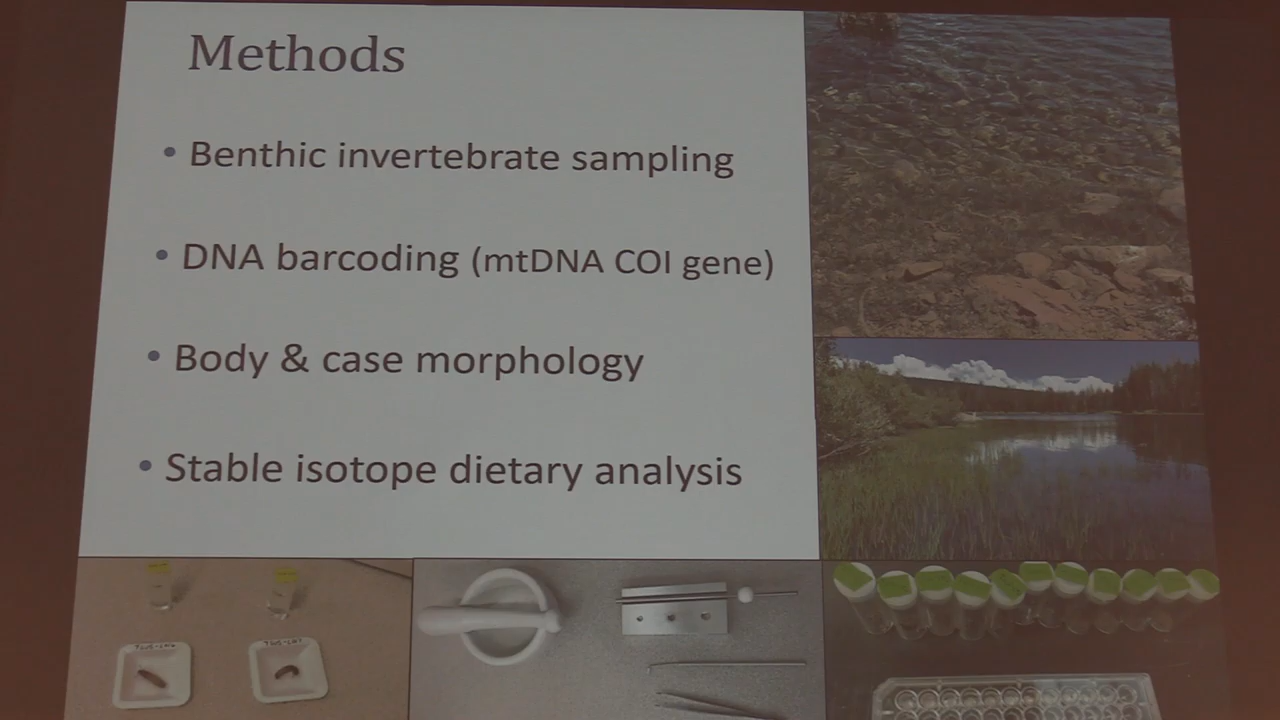 Methods
• Benthic invertebrate sampling
• DNA barcoding (mtDNA COI gene)
• Body & case morphology
• Stable isotope dietary analysis